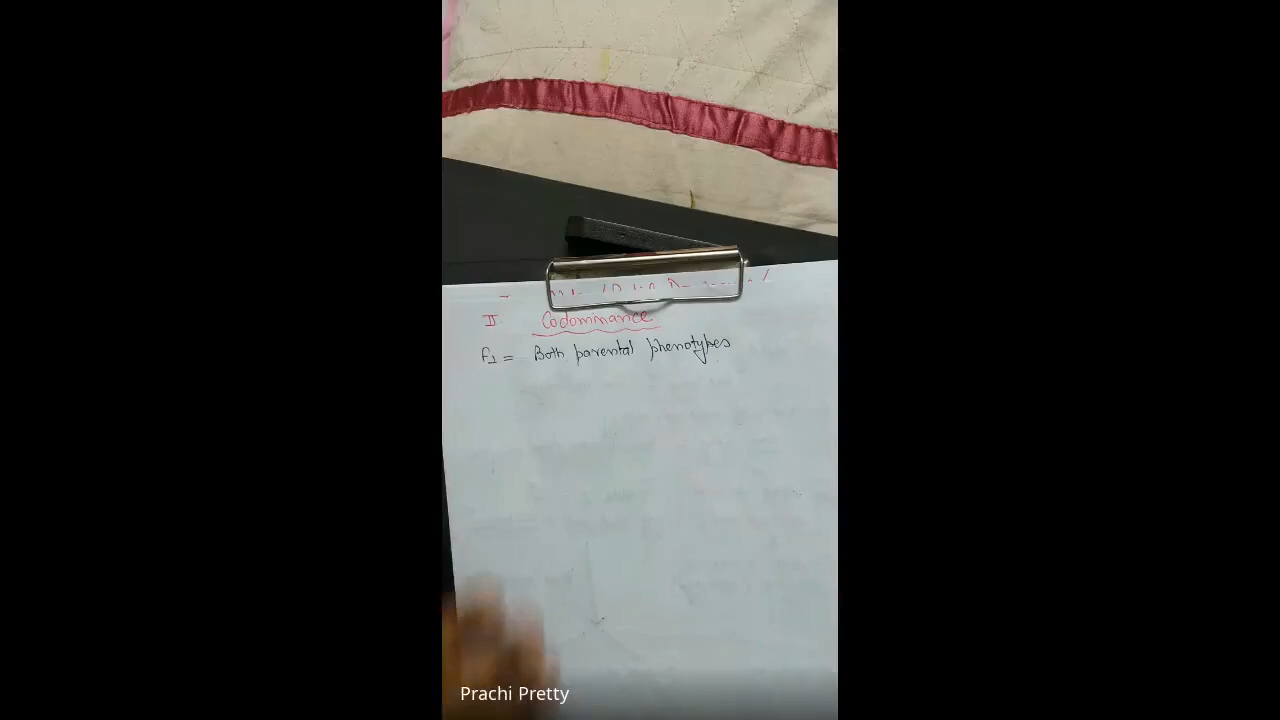 II Codominance
F1 = Both parental phenotypes
Prachi Pretty